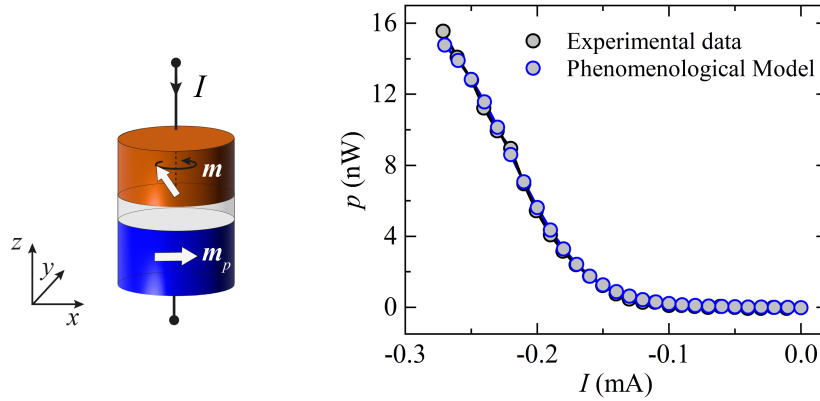 I
m
m_p
z
y
x
16
12
8
4
0
p (nW)
Experimental data
Phenomenological Model
-0.3 -0.2 -0.1 0.0
I (mA)